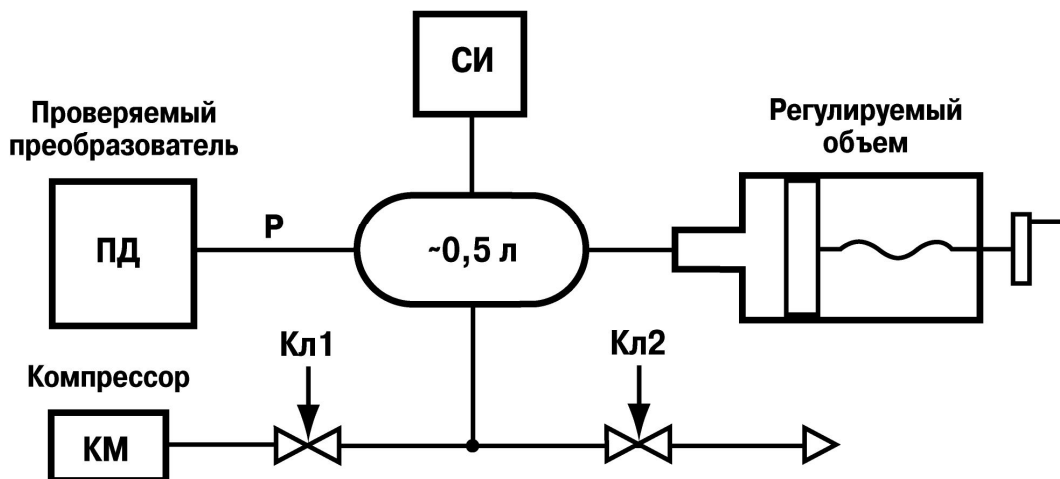 СИ
Проверяемый
преобразователь
Регулируемый
объем
ПД
Р
~0,5 л
Кл1
Кл2
Компрессор
КМ